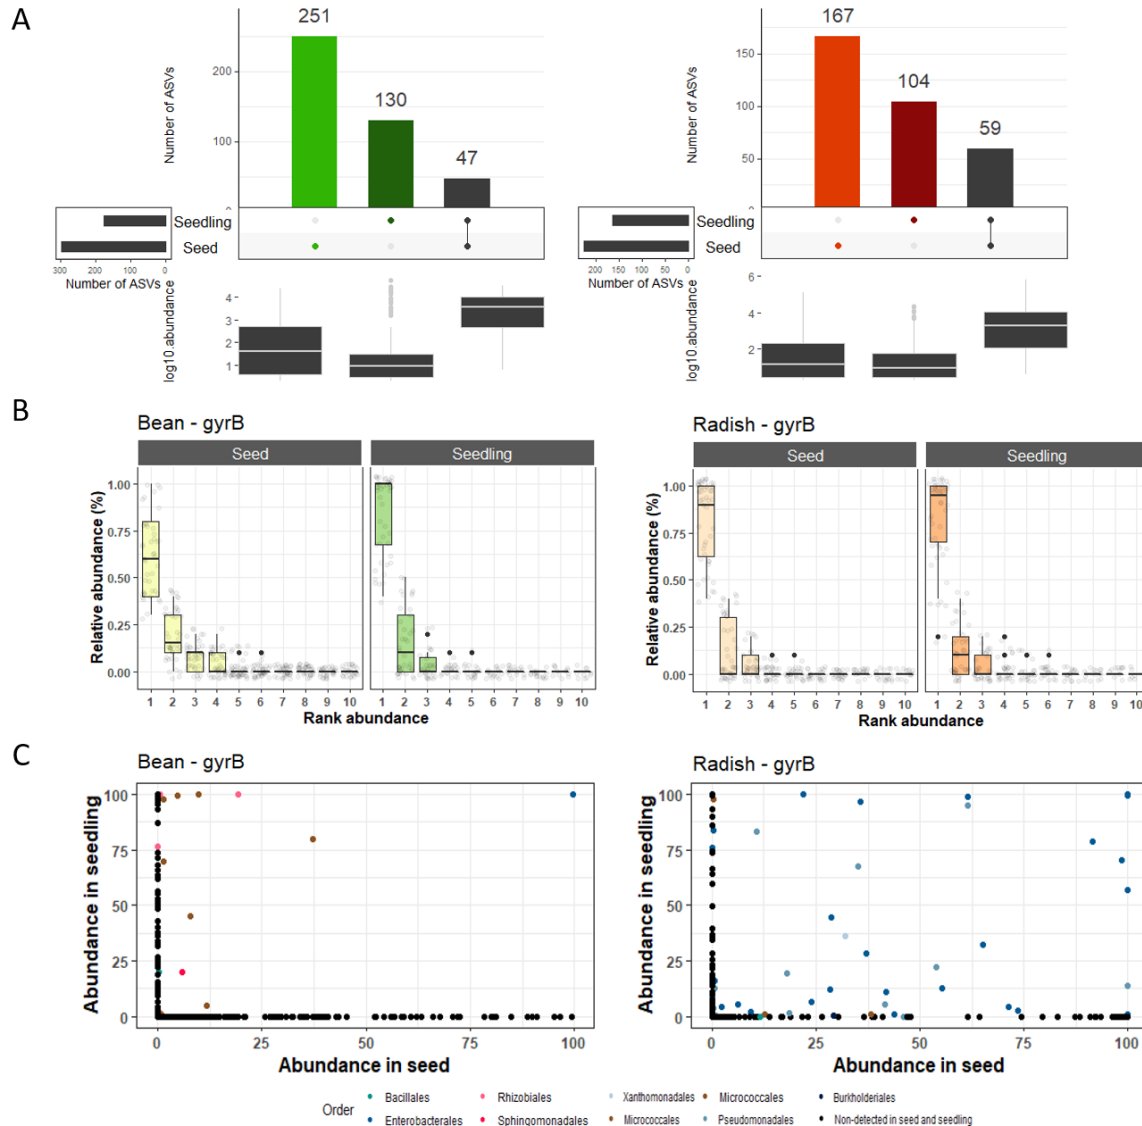 A
251
130
47
Number of ASVs
200
100
0
Seedling
Seed
300 200 100 0
Number of ASVs
log10.abundance
4
3
2
1
167
104
59
Number of ASVs
150
100
50
0
Seedling
Seed
200 150 100 50 0
Number of ASVs
log10.abundance
6
4
2
B
Bean - gyrB
Seed Seedling
Relative abundance (%)
1.00
0.75
0.50
0.25
0.00
1 2 3 4 5 6 7 8 9 10 1 2 3 4 5 6 7 8 9 10
Rank abundance
Radish - gyrB
Seed Seedling
Relative abundance (%)
1.00
0.75
0.50
0.25
0.00
1 2 3 4 5 6 7 8 9 10 1 2 3 4 5 6 7 8 9 10
Rank abundance
C
Bean - gyrB
Abundance in seedling
100
75
50
25
0
0 25 50 75 100
Abundance in seed
Radish - gyrB
Abundance in seedling
100
75
50
25
0
0 25 50 75 100
Abundance in seed
Order
Bacillales Rhizobiales Xanthomonadales Micrococcales Burkholderiales
Enterobacterales Sphingomonadales Micrococcales Pseudomonadales Non-detected in seed and seedling